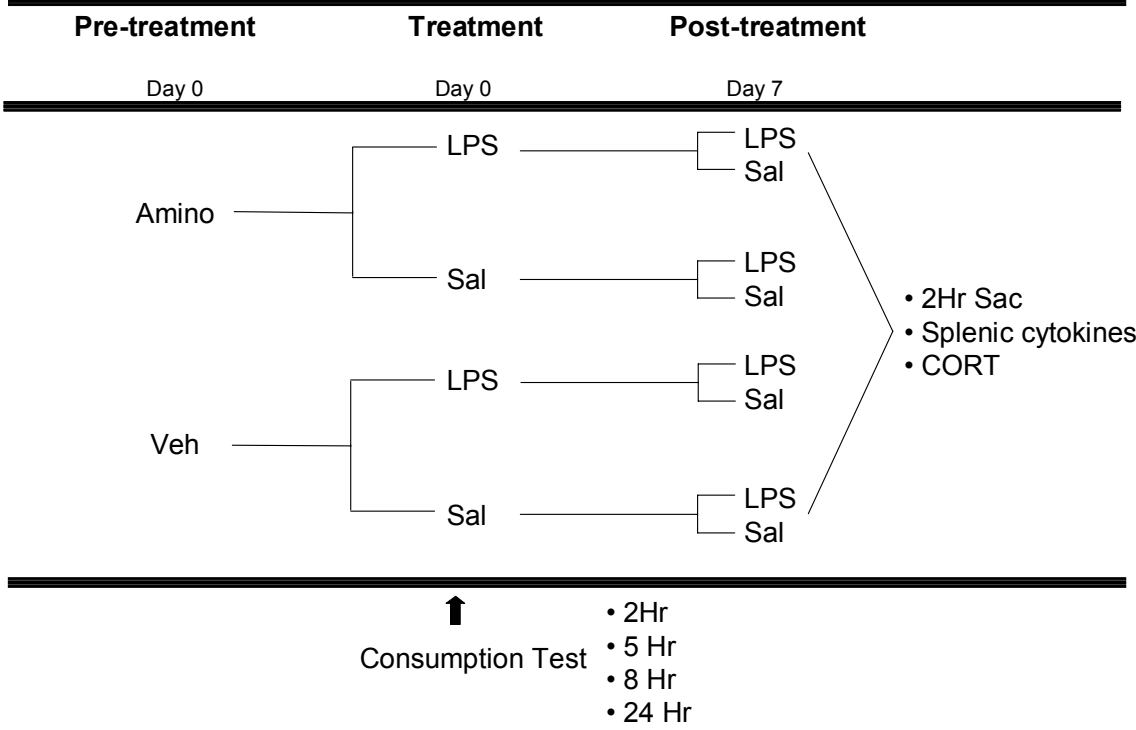 Pre-treatment Treatment Post-treatment
Day 0 Day 0 Day 7
Amino
Veh
LPS
Sal
LPS
Sal
LPS
Sal
LPS
Sal
LPS
Sal
LPS
Sal
• 2Hr Sac
• Splenic cytokines
• CORT
Consumption Test
• 2Hr
• 5 Hr
• 8 Hr
• 24 Hr